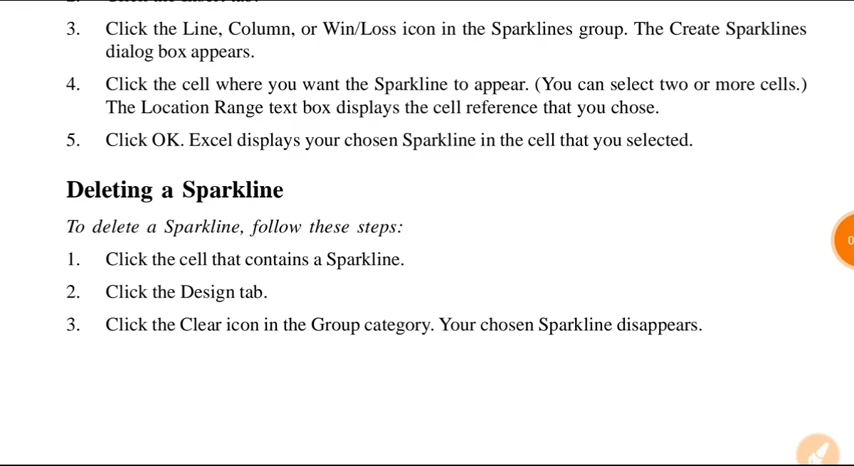 3. Click the Line, Column, or Win/Loss icon in the Sparklines group. The Create Sparklines
dialog box appears.
4. Click the cell where you want the Sparkline to appear. (You can select two or more cells.)
The Location Range text box displays the cell reference that you chose.
5. Click OK. Excel displays your chosen Sparkline in the cell that you selected.
Deleting a Sparkline
To delete a Sparkline, follow these steps:
1. Click the cell that contains a Sparkline.
2. Click the Design tab.
3. Click the Clear icon in the Group category. Your chosen Sparkline disappears.